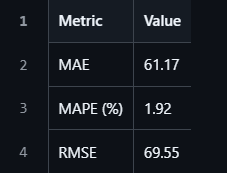 1 Metric Value
2 MAE 61.17
3 MAPE (%) 1.92
4 RMSE 69.55